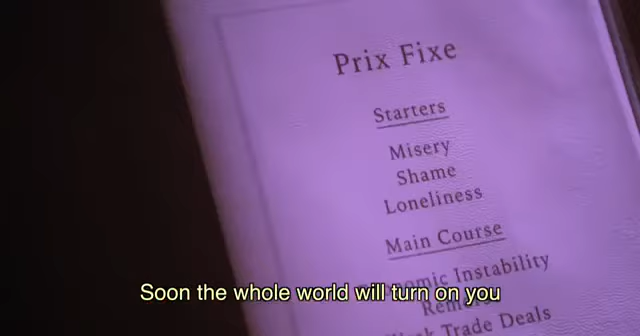 Prix Fixe
Starters
Misery
Shame
Loneliness
Main Course
Instability
Soon the whole world will turn on you
Trade Deals